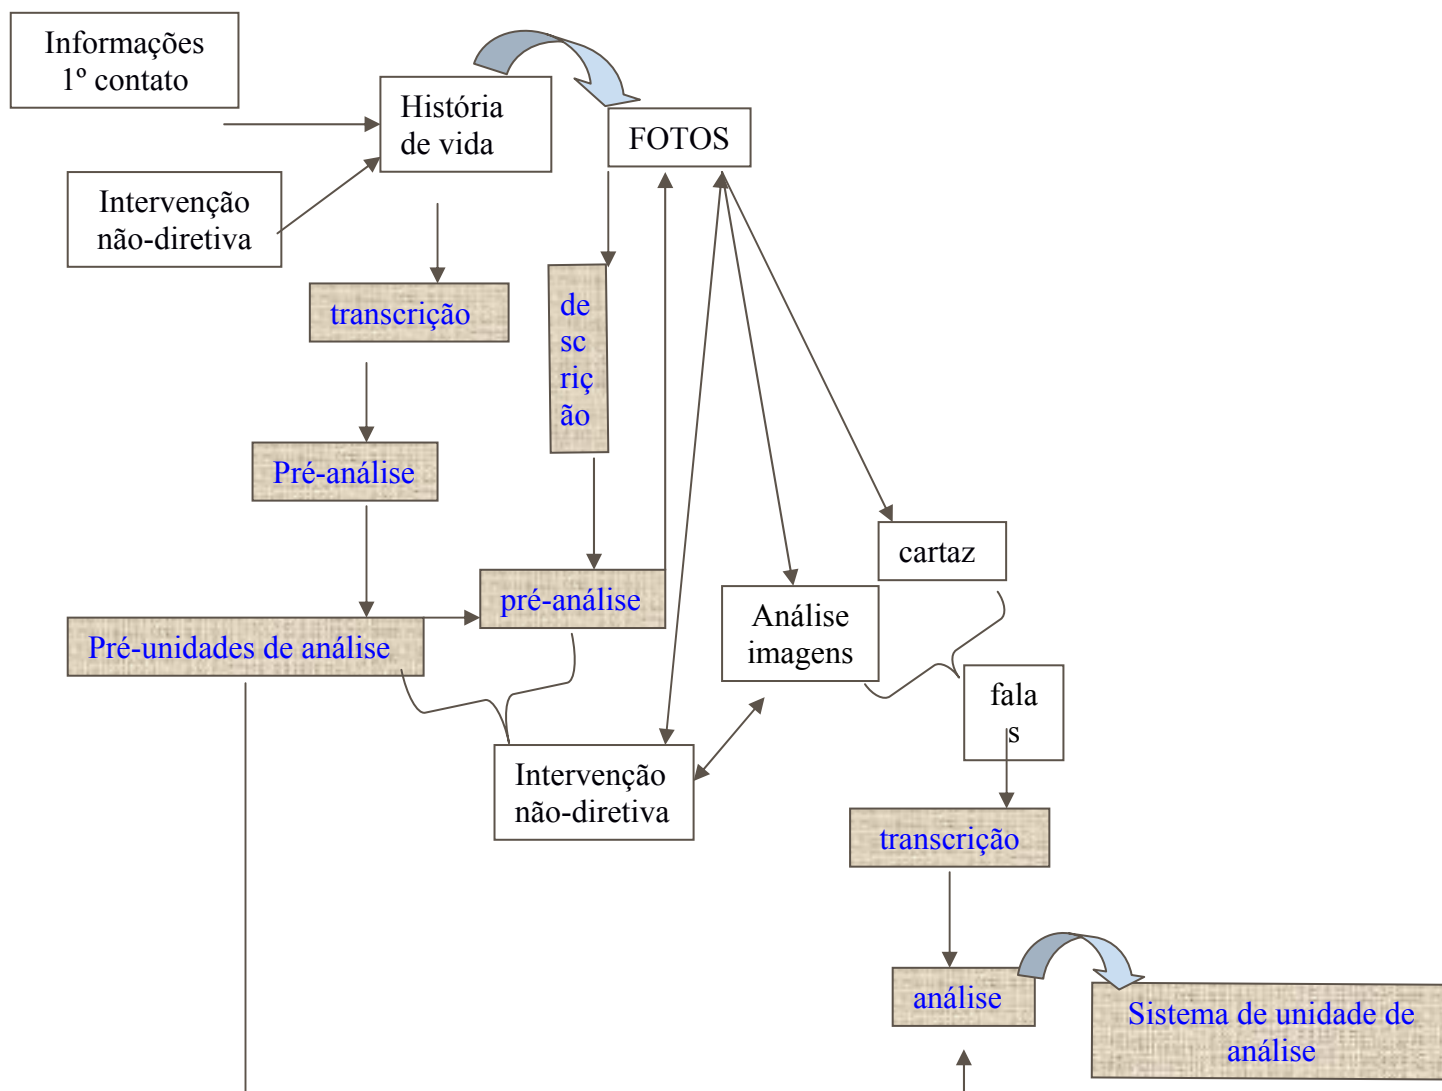 Informações
1º contato
História
de vida
FOTOS
Intervenção
não-diretiva
transcrição
de
sc
riç
ão
Pré-análise
cartaz
pré-análise
Análise
imagens
Pré-unidades de análise
fala
s
Intervenção
não-diretiva
transcrição
análise
Sistema de unidade de
análise